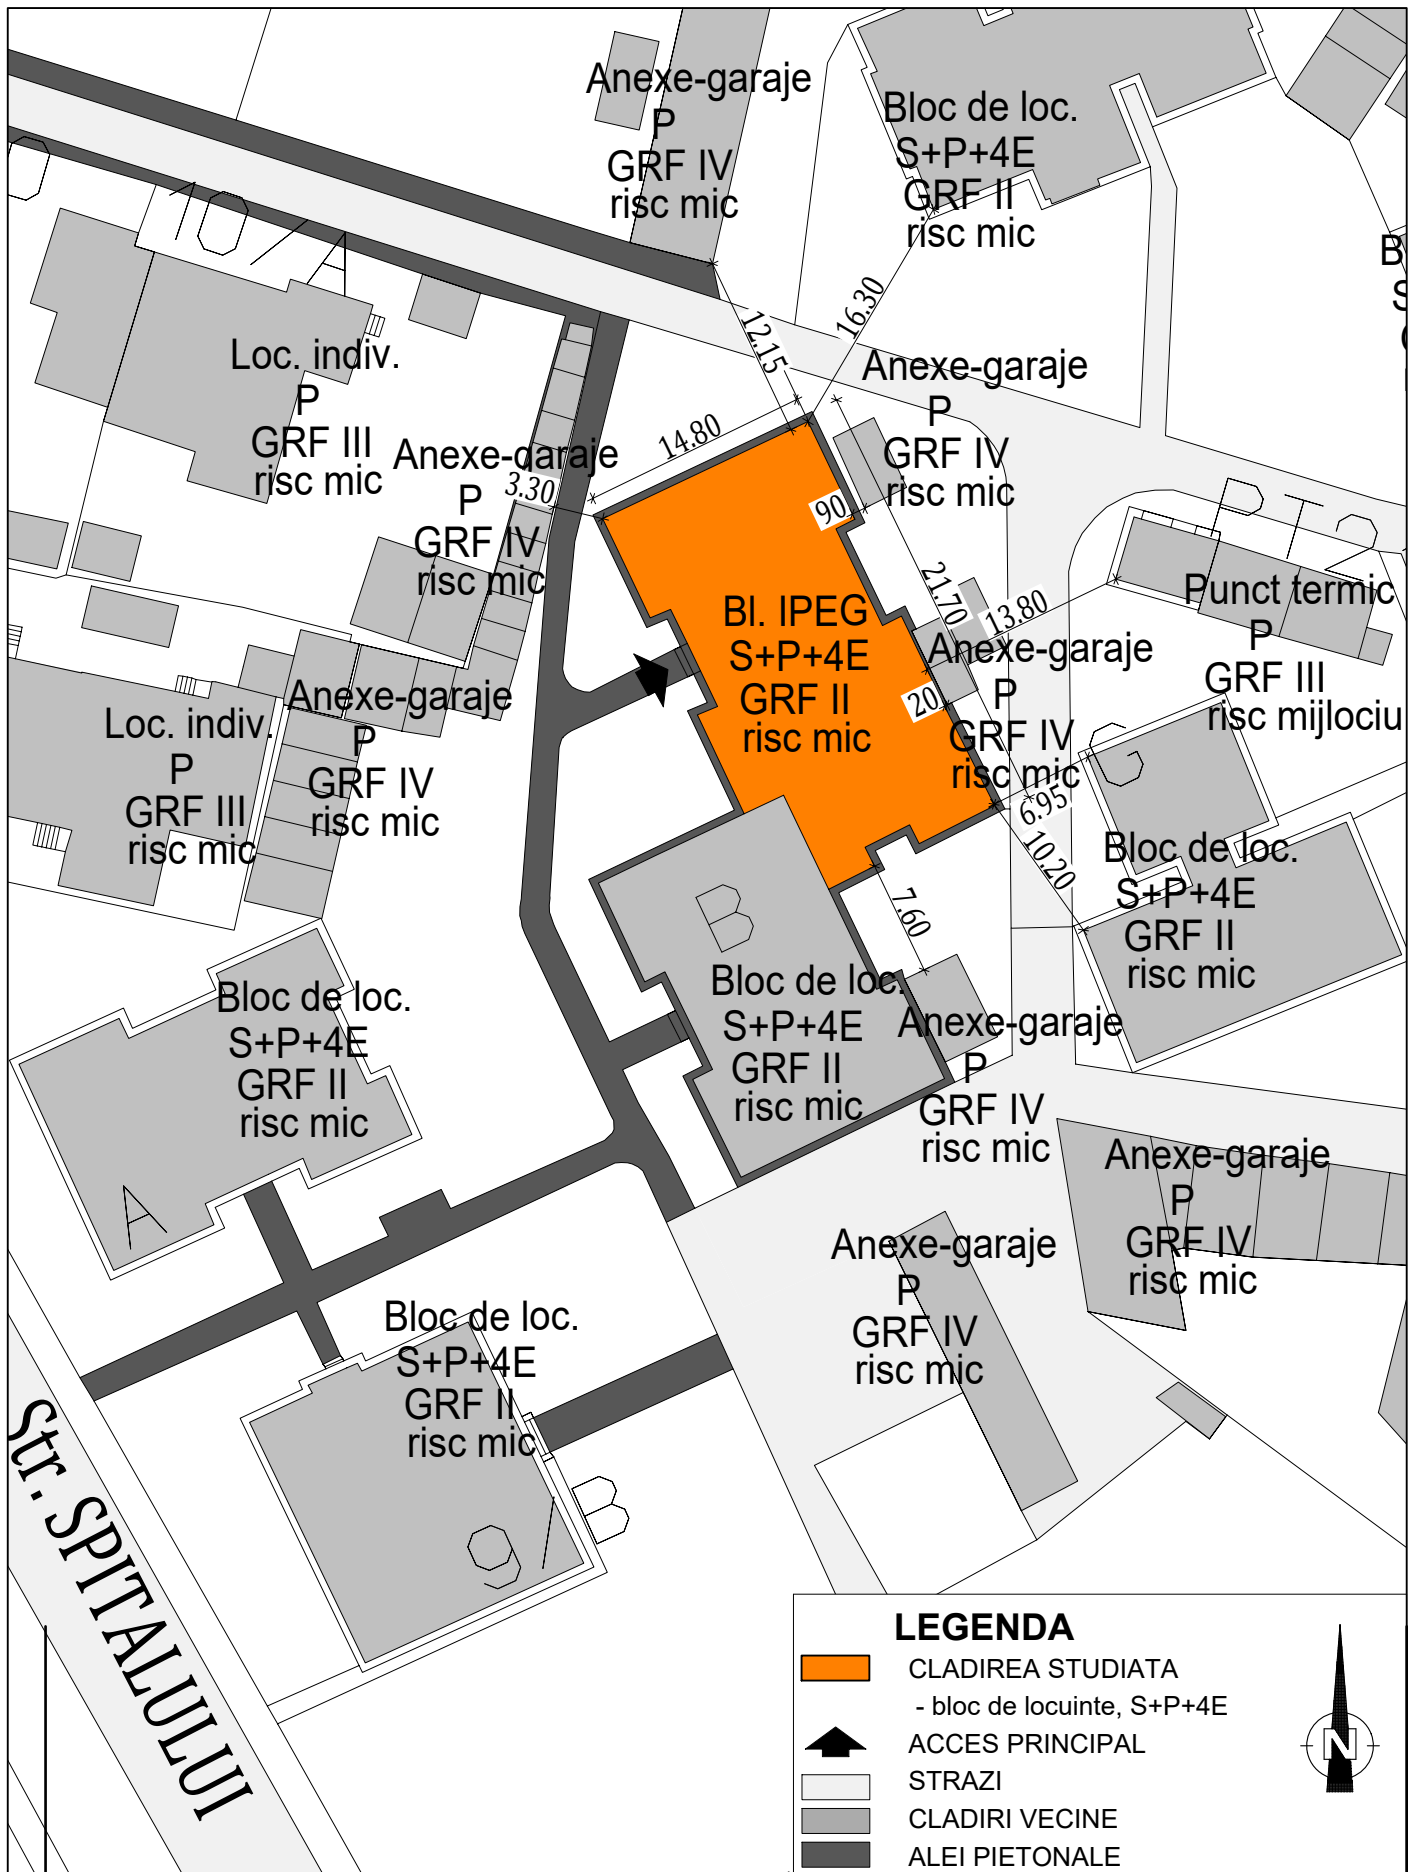 Anexe-garaje
P
GRF IV
risc mic
Bloc de loc.
S+P+4E
GRF II
risc mic
10/A
12.15
16.30
Loc. indiv.
P
GRF III
risc mic
Anexe-garaje
P
GRF IV
risc mic
3.30
14.80
Anexe-garaje
P
GRF IV
risc mic
90
21.70
13.80
PT2
Punct termic
P
GRF III
risc mijlociu
Bl. IPEG
S+P+4E
GRF II
risc mic
Anexe-garaje
P
GRF IV
risc mic
20
Loc. indiv.
P
GRF III
risc mic
Anexe-garaje
P
GRF IV
risc mic
6.95
10.20
7.60
G
Bloc de loc.
S+P+4E
GRF II
risc mic
B
Bloc de loc.
S+P+4E
GRF II
risc mic
Bloc de loc.
S+P+4E
GRF II
risc mic
A
Anexe-garaje
P
GRF IV
risc mic
Anexe-garaje
P
GRF IV
risc mic
Anexe-garaje
P
GRF IV
risc mic
Bloc de loc.
S+P+4E
GRF II
risc mic
9/B
Str. SPITALULUI
LEGENDA
CLADIREA STUDIATA
- bloc de locuinte, S+P+4E
ACCES PRINCIPAL
STRAZI
CLADIRI VECINE
ALEI PIETONALE
N